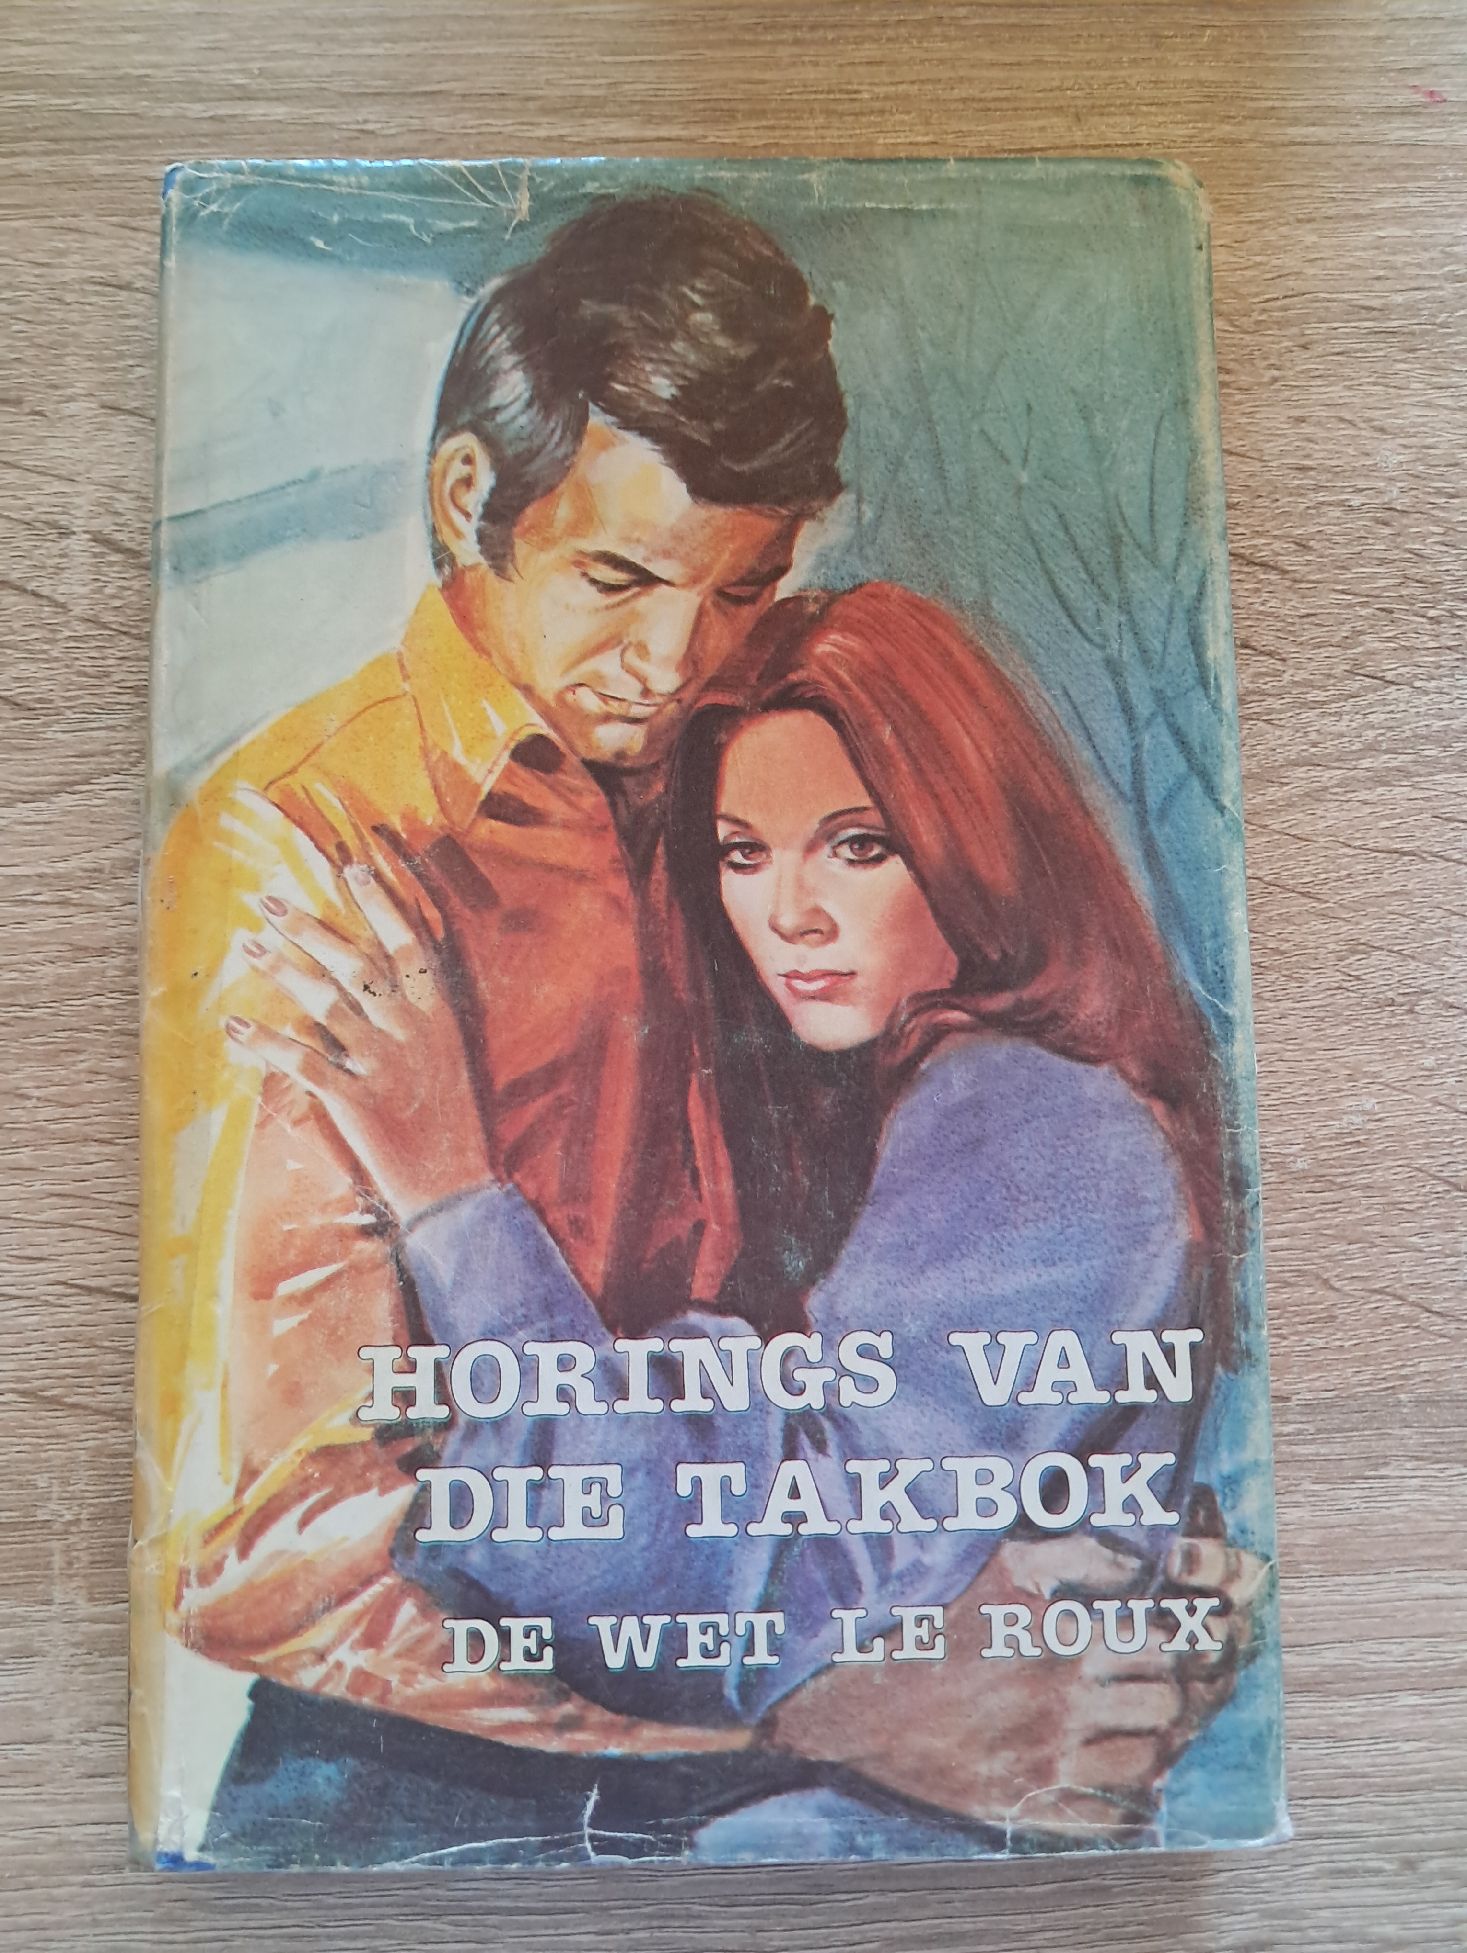 HORINGS VAN
DIE TAKBOK
DE WET LE ROUX